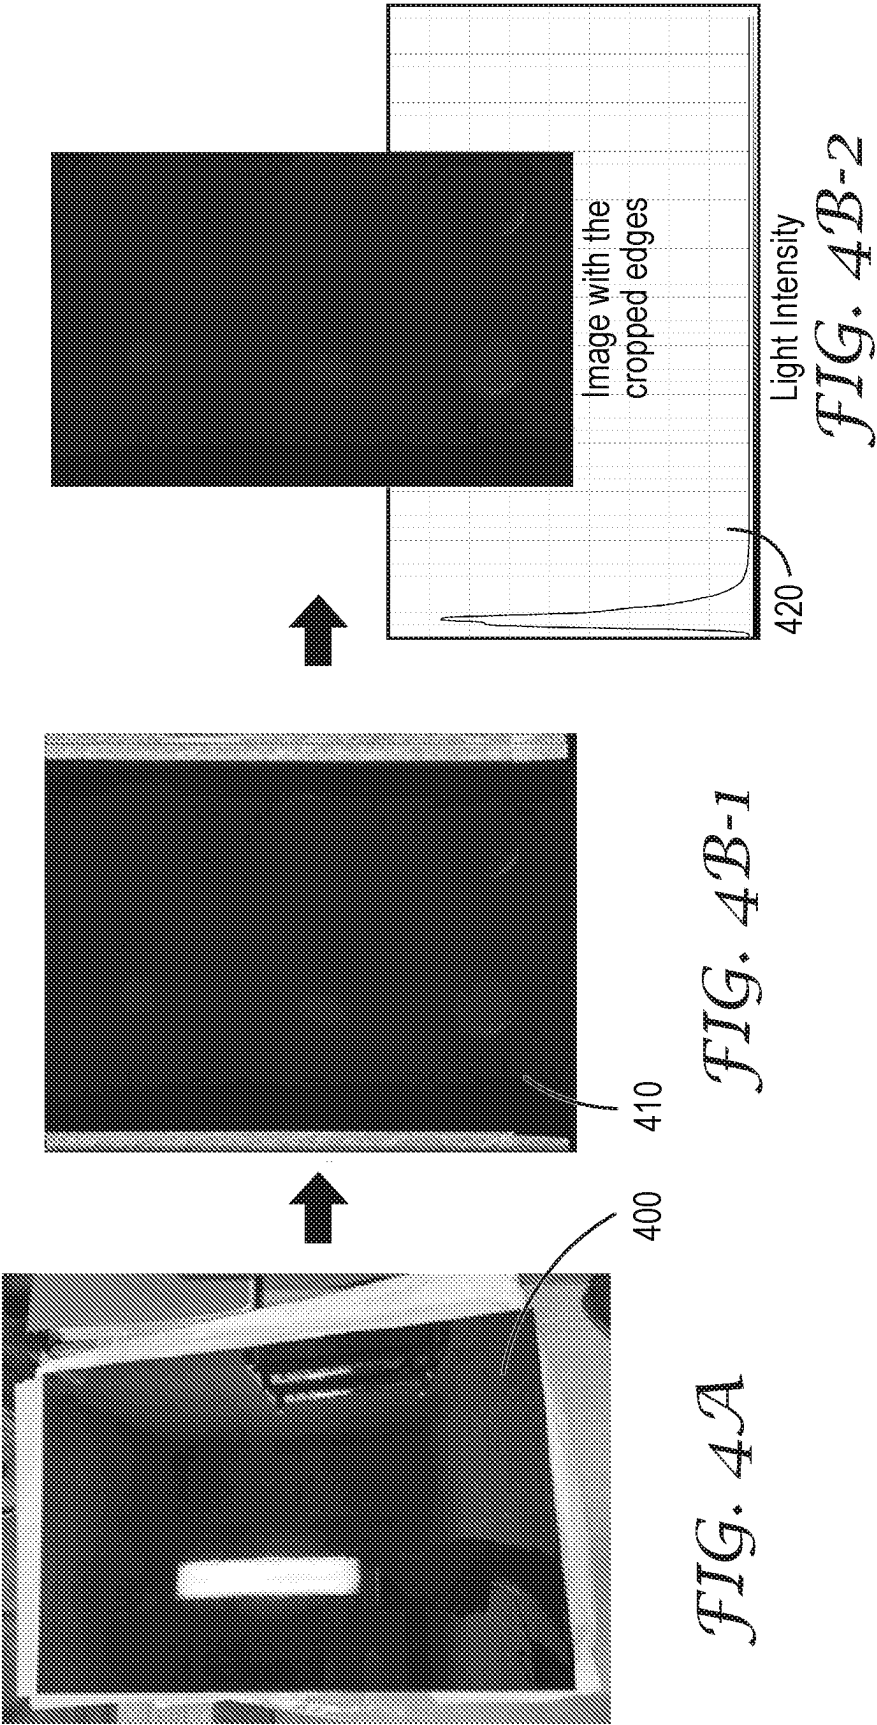 400
FIG. 4A
410
FIG. 4B-1
Image with the
cropped edges
420
Light Intensity
FIG. 4B-2